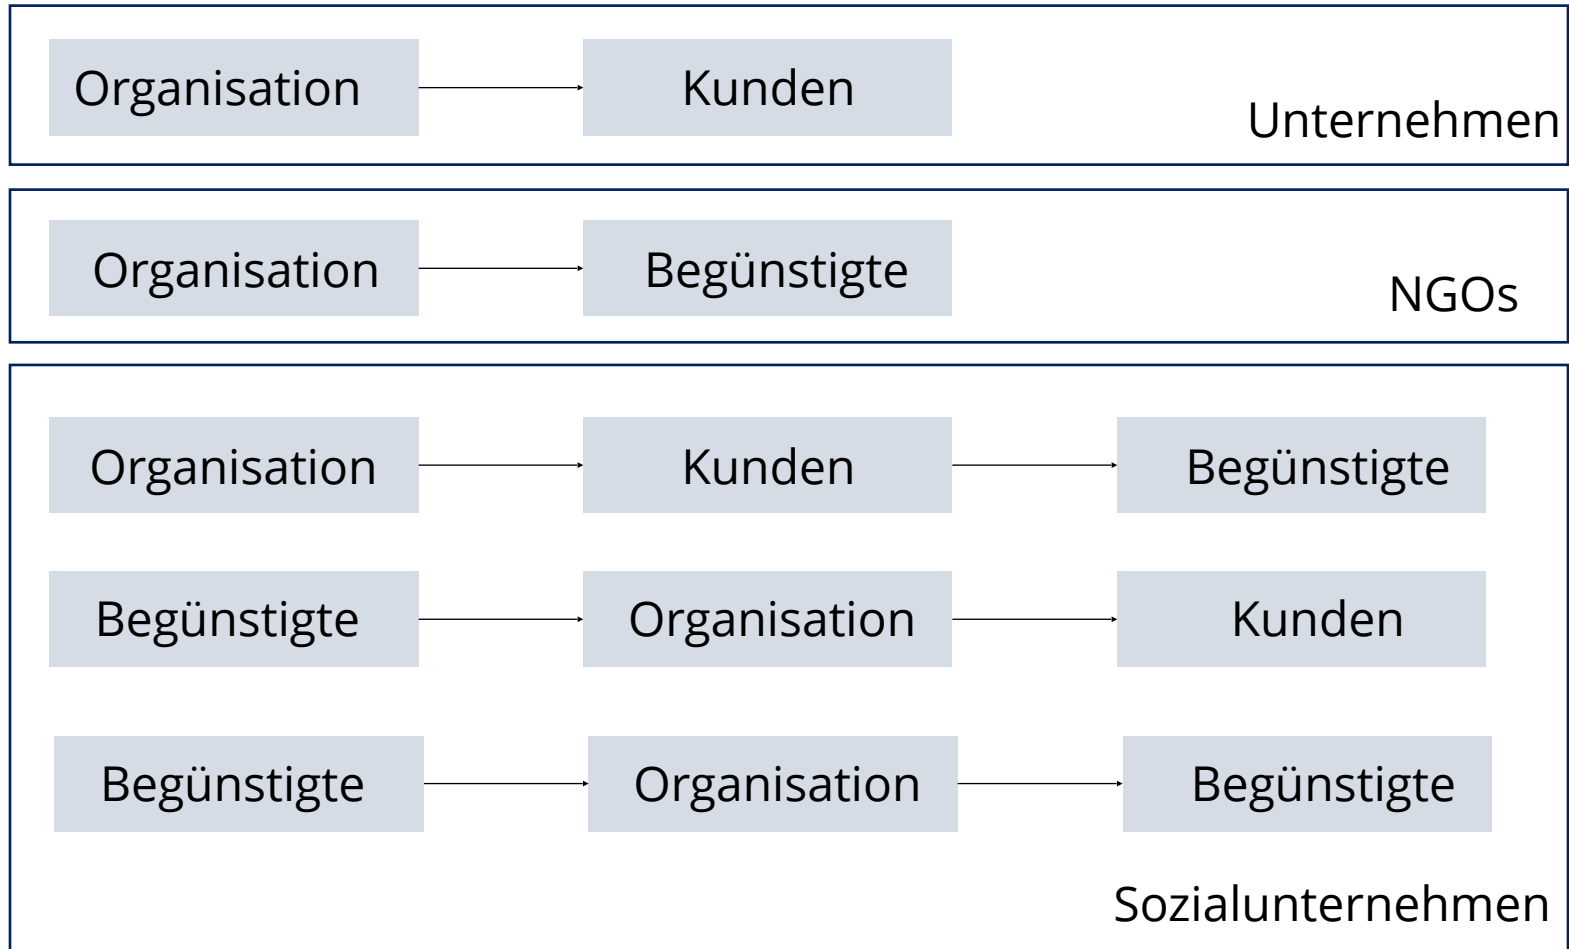 Organisation
Kunden
Unternehmen
Organisation
Begünstigte
NGOs
Organisation
Kunden
Begünstigte
Begünstigte
Organisation
Kunden
Begünstigte
Organisation
Begünstigte
Sozialunternehmen